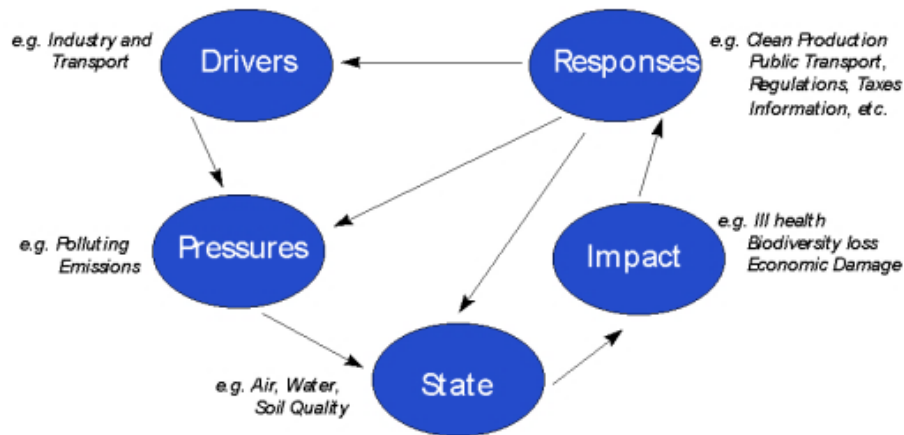 e.g. Industry and
Transport
Drivers
Responses
e.g. Clean Production
Public Transport,
Regulations, Taxes
Information, etc.
e.g. Polluting
Emissions
Pressures
Impact
e.g. Ill health
Biodiversity loss
Economic Damage
e.g. Air, Water,
Soil Quality
State